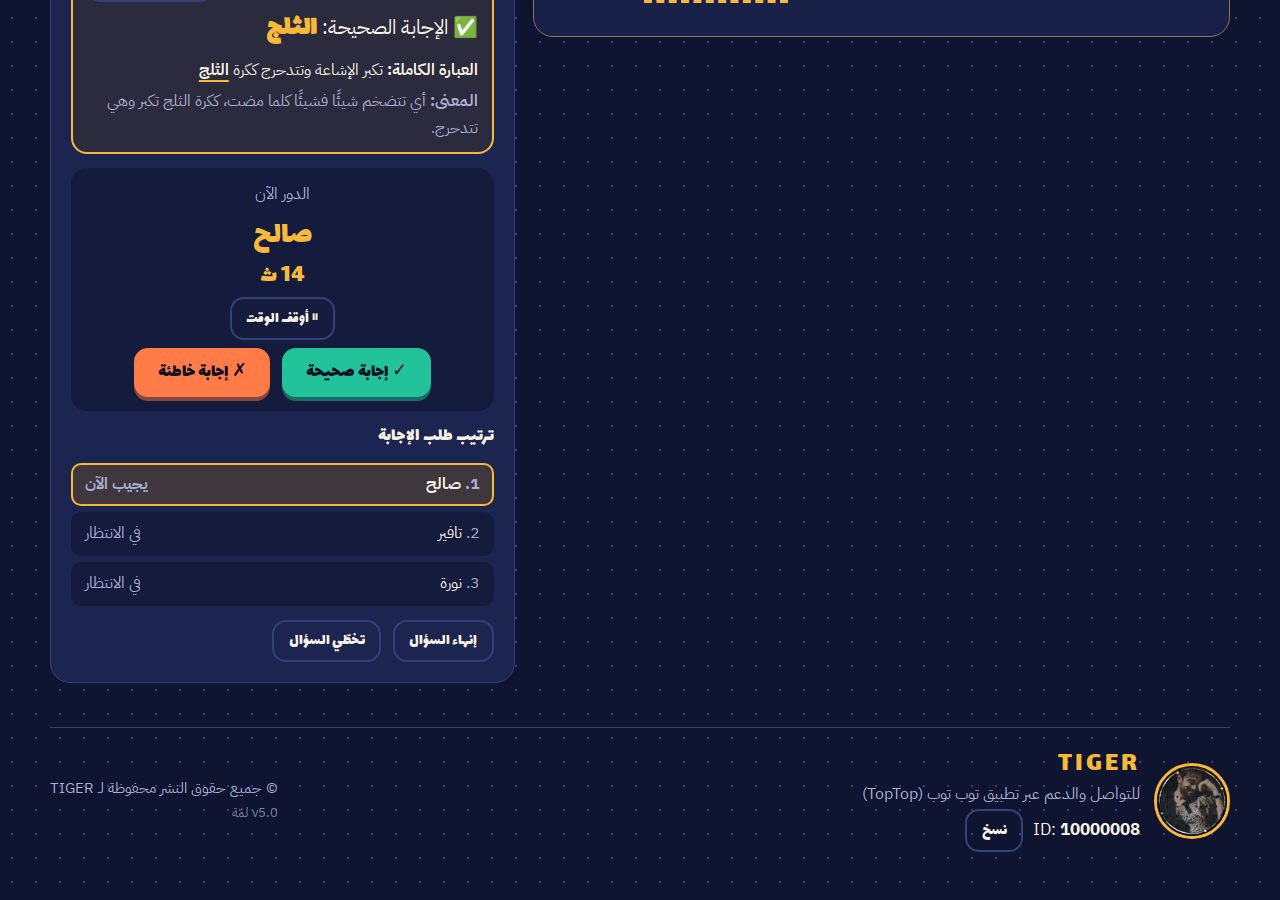 ✅ الإجابة الصحيحة: الثلج
العبارة الكاملة: تكبر الإشاعة وتتدحرج ككرة الثلج
المعنى: أي تتضخم شيئًا فشيئًا كلما مضت، ككرة الثلج تكبر وهي
تتدحرج.
الدور الآن
صالح
14 ث
⏸ أوقف الوقت
✓ إجابة صحيحة
✗ إجابة خاطئة
ترتيب طلب الإجابة
1. صالح
يجيب الآن
2. تافير
في الانتظار
3. نورة
في الانتظار
إنهاء السؤال
تخطّي السؤال
TIGER
للتواصل والدعم عبر تطبيق توب توب (TopTop)
ID: 10000008
نسخ
© جميع حقوق النشر محفوظة لـ TIGER
لمّة v5.0